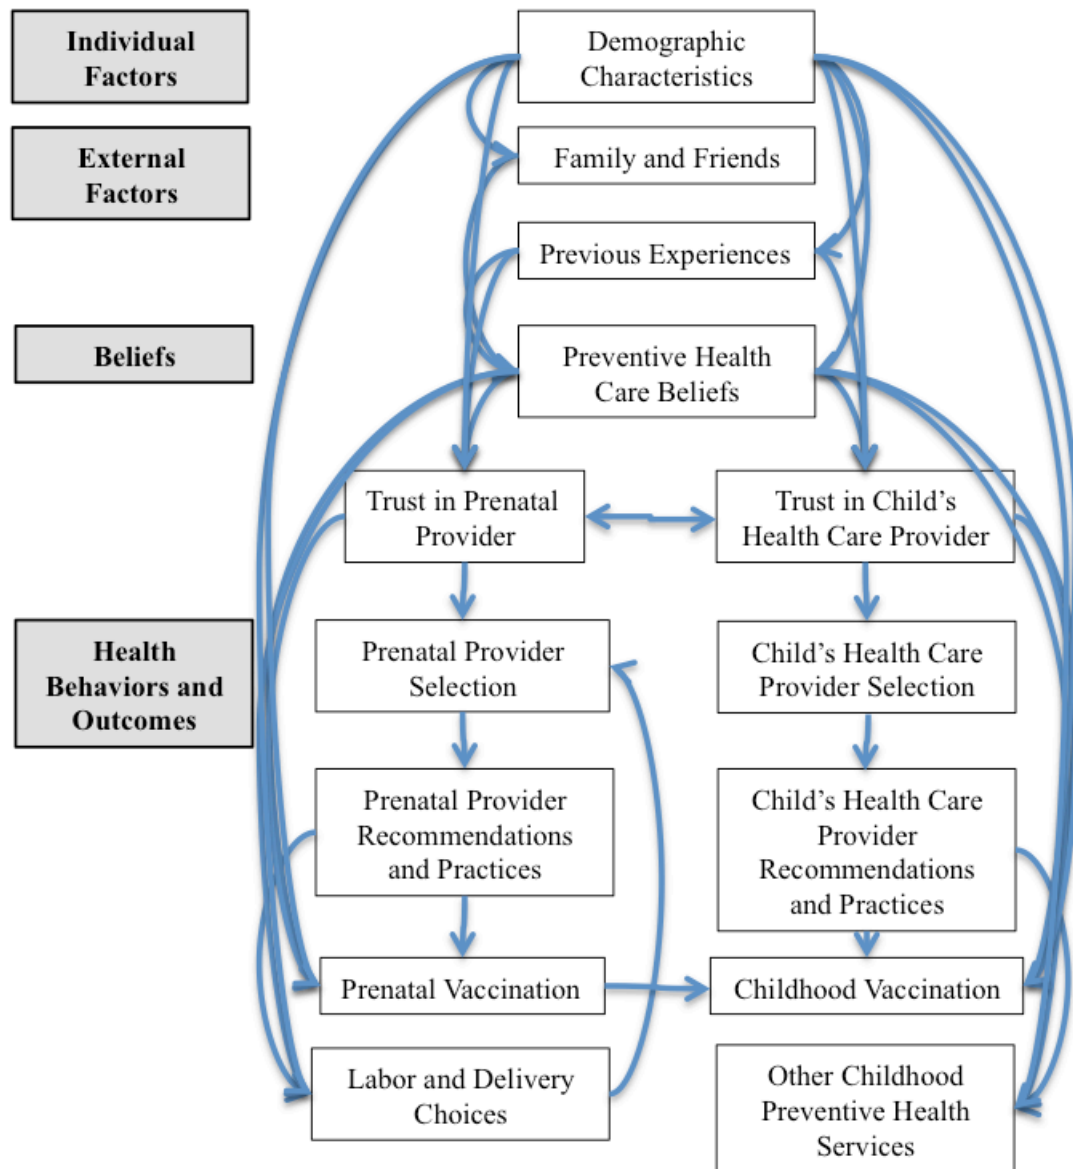 Individual
Factors
Demographic
Characteristics
External
Factors
Family and Friends
Previous Experiences
Beliefs
Preventive Health
Care Beliefs
Trust in Prenatal
Provider
Trust in Child’s
Health Care Provider
Health
Behaviors and
Outcomes
Prenatal Provider
Selection
Child’s Health Care
Provider Selection
Prenatal Provider
Recommendations
and Practices
Child’s Health Care
Provider
Recommendations
and Practices
Prenatal Vaccination
Childhood Vaccination
Labor and Delivery
Choices
Other Childhood
Preventive Health
Services